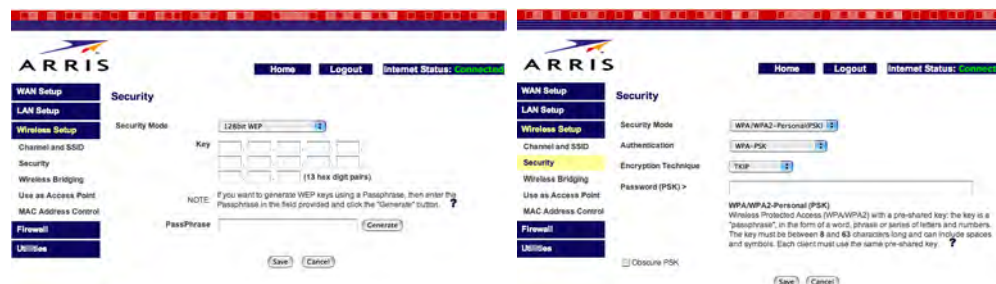 ARRIS
Home Logout Internet Status: Connected
WAN Setup
LAN Setup
Wireless Setup
Channel and SSID
Security
Wireless Bridging
Use as Access Point
MAC Address Control
Firewall
Utilities
Security
Security Mode 128bit WEP
Key
(13 hex digit pairs)
NOTE: If you want to generate WEP keys using a Passphrase, then enter the
Passphrase in the field provided and click the "Generate" button. ?
PassPhrase Generate
Save Cancel
ARRIS
Home Logout Internet Status: Connect
WAN Setup
LAN Setup
Wireless Setup
Channel and SSID
Security
Wireless Bridging
Use as Access Point
MAC Address Control
Firewall
Utilities
Security
Security Mode WPA/WPA2-Personal(PSK)
Authentication WPA-PSK
Encryption Technique TKIP
Password (PSK) >
WPA/WPA2-Personal (PSK)
Wireless Protected Access (WPA/WPA2) with a pre-shared key: the key is a
"passphrase", in the form of a word, phrase or series of letters and numbers.
The key must be between 8 and 63 characters long and can include spaces
and symbols. Each client must use the same pre-shared key. ?
Obscure PSK
Save Cancel